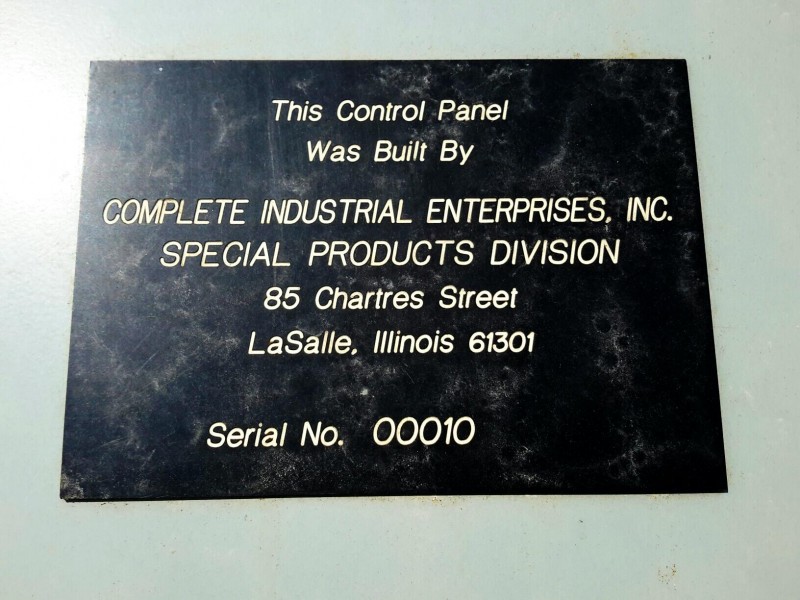 This Control Panel
Was Built By
COMPLETE INDUSTRIAL ENTERPRISES, INC.
SPECIAL PRODUCTS DIVISION
85 Chartres Street
LaSalle, Illinois 61301
Serial No. 00010